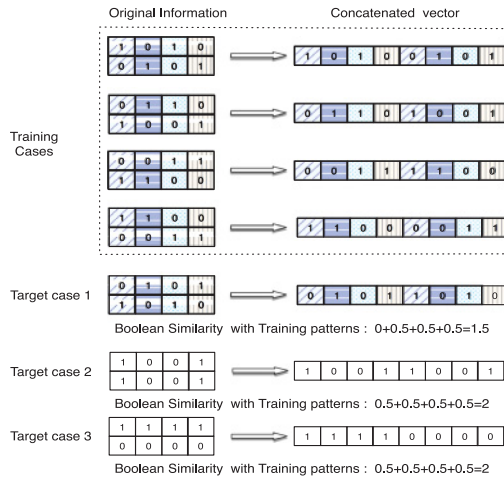 Original Information Concatenated vector
1 0 1 0 1 0 1 0 0 1 0 1
0 1 0 1
0 1 1 0 0 1 1 0 1 0 0 1
1 0 0 1
Training
Cases
0 0 1 1 0 0 1 1 1 1 0 0
1 1 0 0
1 1 0 0 1 1 0 0 0 0 1 1
0 0 1 1
Target case 1
0 1 0 1 0 1 0 1 1 0 1 0
1 0 1 0
Boolean Similarity with Training patterns : 0+0.5+0.5+0.5=1.5
Target case 2
1 0 0 1 1 0 0 1 1 0 0 1
1 0 0 1
Boolean Similarity with Training patterns : 0.5+0.5+0.5+0.5=2
Target case 3
1 1 1 1 1 1 1 1 0 0 0 0
0 0 0 0
Boolean Similarity with Training patterns : 0.5+0.5+0.5+0.5=2